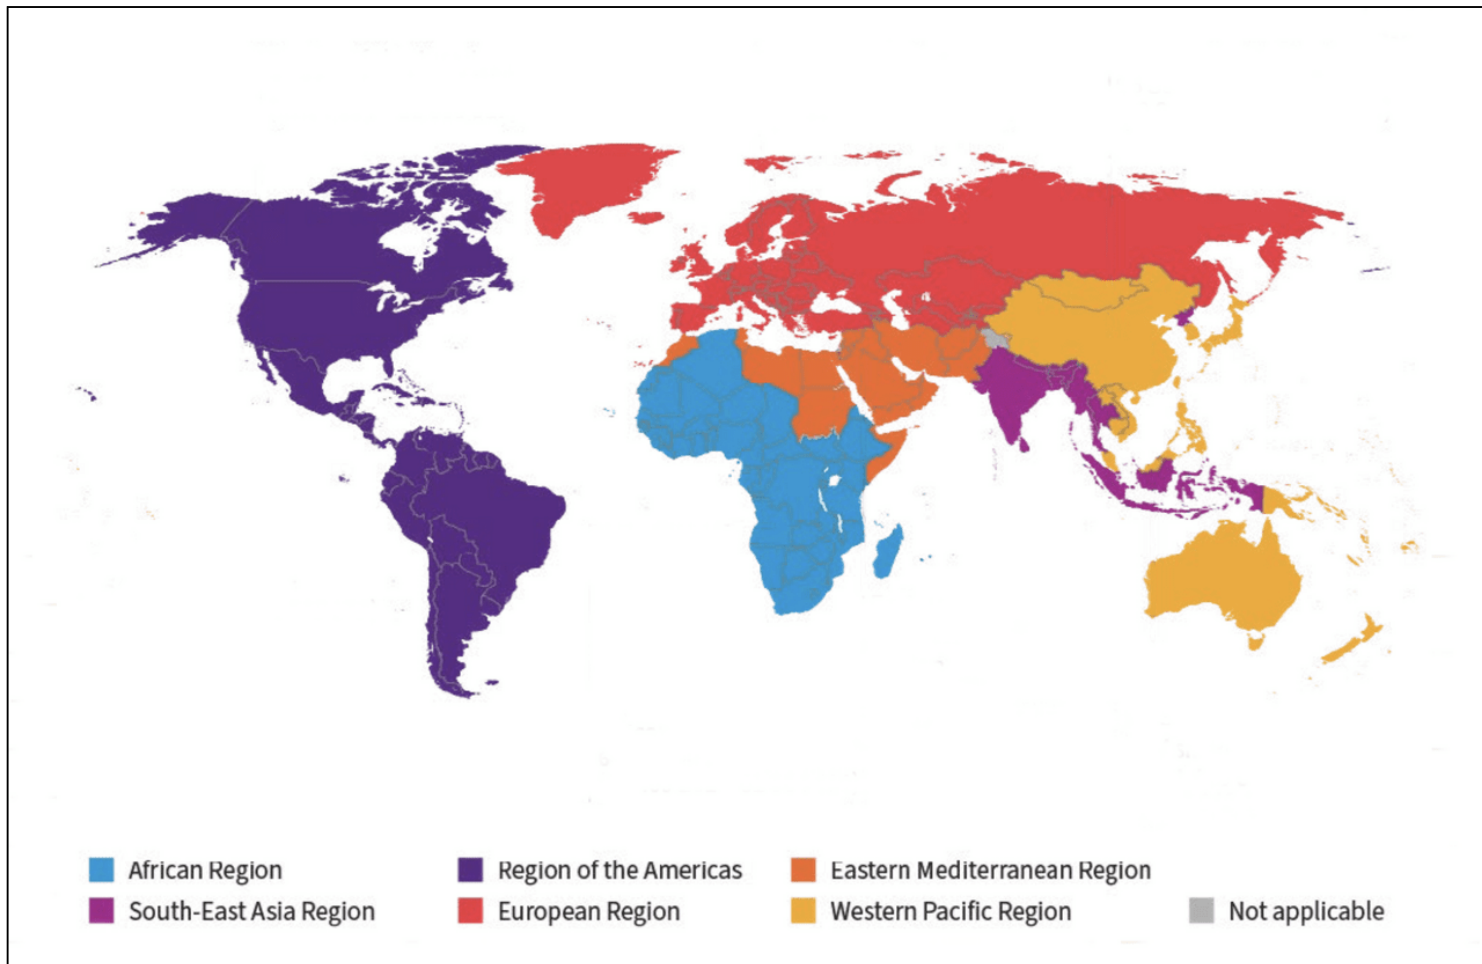 African Region
Region of the Americas
Eastern Mediterranean Region
South-East Asia Region
European Region
Western Pacific Region
Not applicable